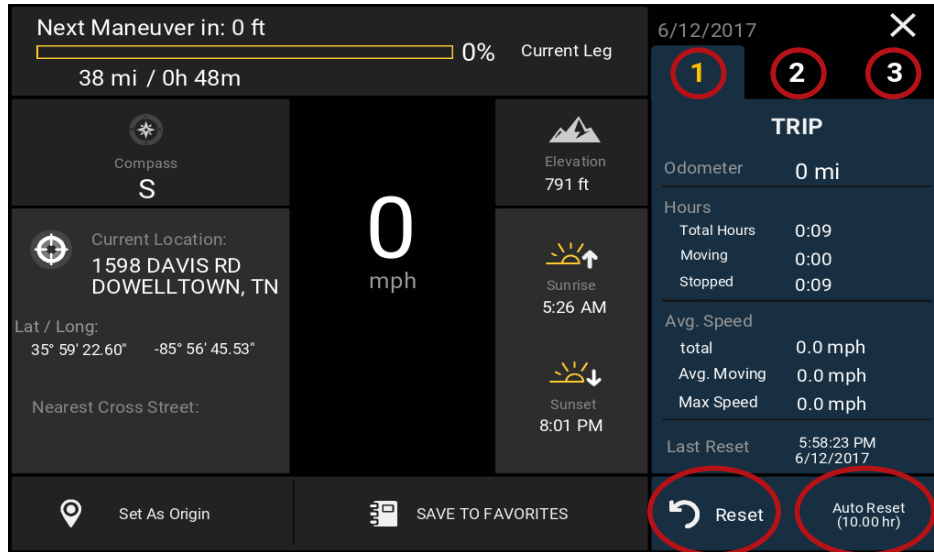 Next Maneuver in: 0 ft
0%
Current Leg
38 mi / 0h 48m
Compass
S
Current Location:
1598 DAVIS RD
DOWELLTOWN, TN
Lat / Long:
35° 59' 22.60" -85° 56' 45.53"
Nearest Cross Street:
0
mph
Elevation
791 ft
Sunrise
5:26 AM
Sunset
8:01 PM
Set As Origin
SAVE TO FAVORITES
6/12/2017
1 2 3
TRIP
Odometer 0 mi
Hours
Total Hours 0:09
Moving 0:00
Stopped 0:09
Avg. Speed
total 0.0 mph
Avg. Moving 0.0 mph
Max Speed 0.0 mph
Last Reset 5:58:23 PM
6/12/2017
Reset
Auto Reset
(10.00 hr)